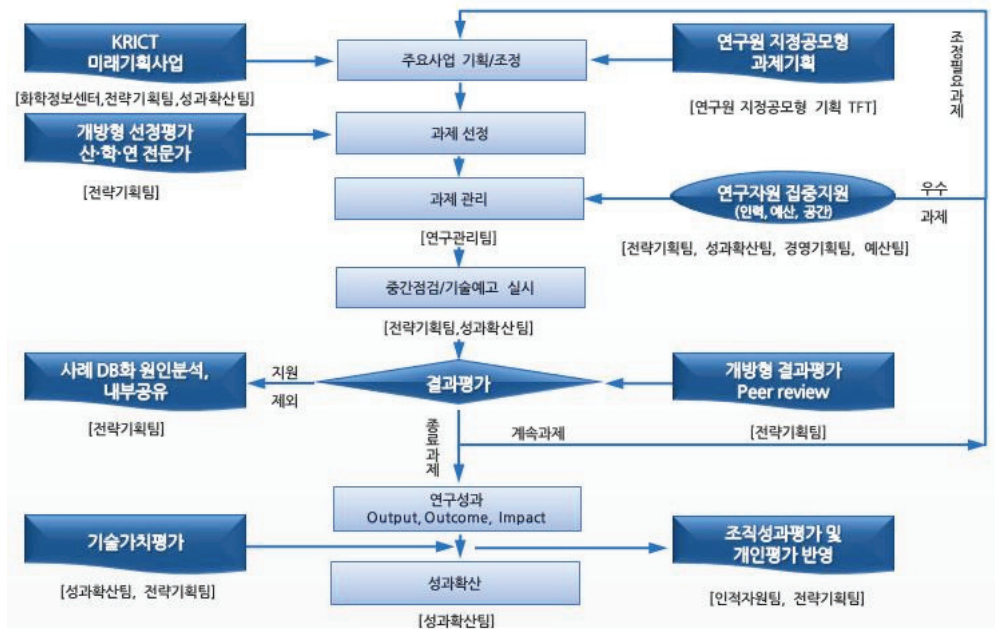 KRICT
미래기획사업
[화학정보센터,전략기획팀,성과확산팀]
주요사업 기획/조정
연구원 지정공모형
과제기획
[연구원 지정공모형 기획 TFT]
조정필요과제
개방형 선정평가
산·학·연 전문가
[전략기획팀]
과제 선정
과제 관리
[연구관리팀]
연구자원 집중지원
(인력, 예산, 공간)
[전략기획팀, 성과확산팀, 경영기획팀, 예산팀]
우수
과제
중간점검/기술예고 실시
[전략기획팀,성과확산팀]
사례 DB화 원인분석,
내부공유
[전략기획팀]
지원
제외
결과평가
개방형 결과평가
Peer review
[전략기획팀]
종료과제
계속과제
연구성과
Output, Outcome, Impact
기술가치평가
[성과확산팀, 전략기획팀]
조직성과평가 및
개인평가 반영
[인적자원팀, 전략기획팀]
성과확산
[성과확산팀]